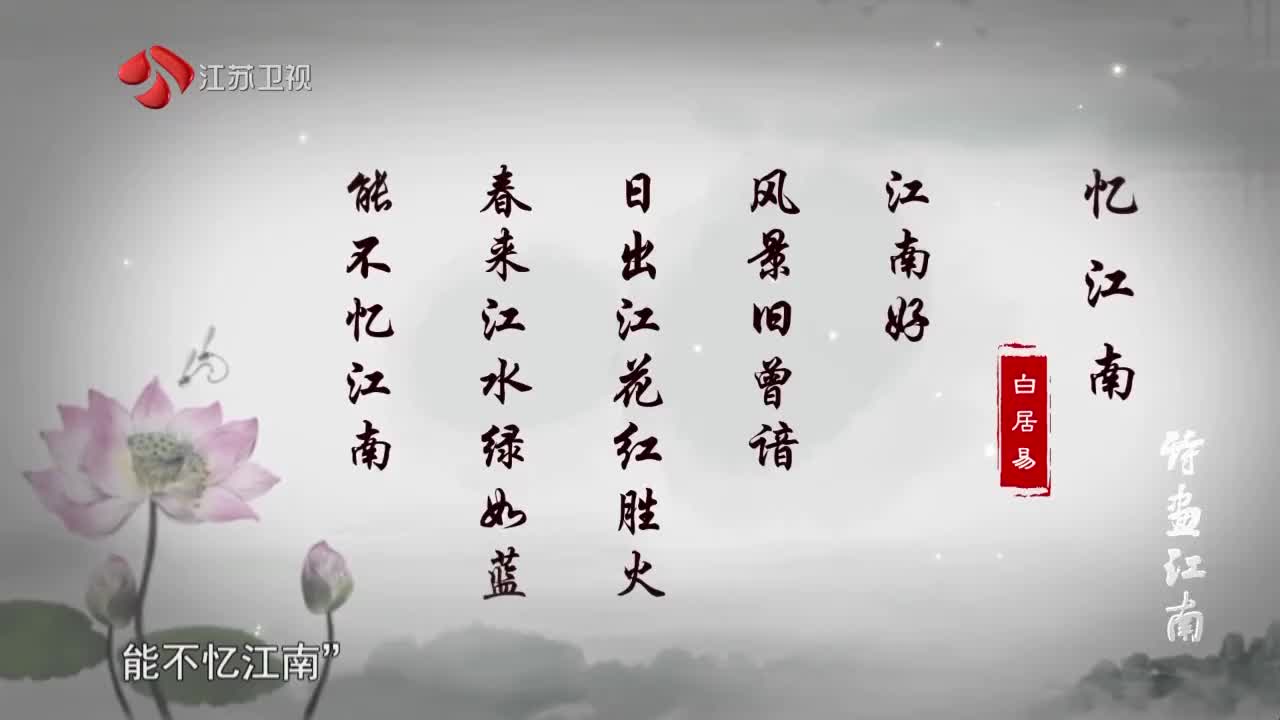 江苏卫视
忆江南
白居易
江南好
风景旧曾谙
日出江花红胜火
春来江水绿如蓝
能不忆江南
诗画江南
能不忆江南”